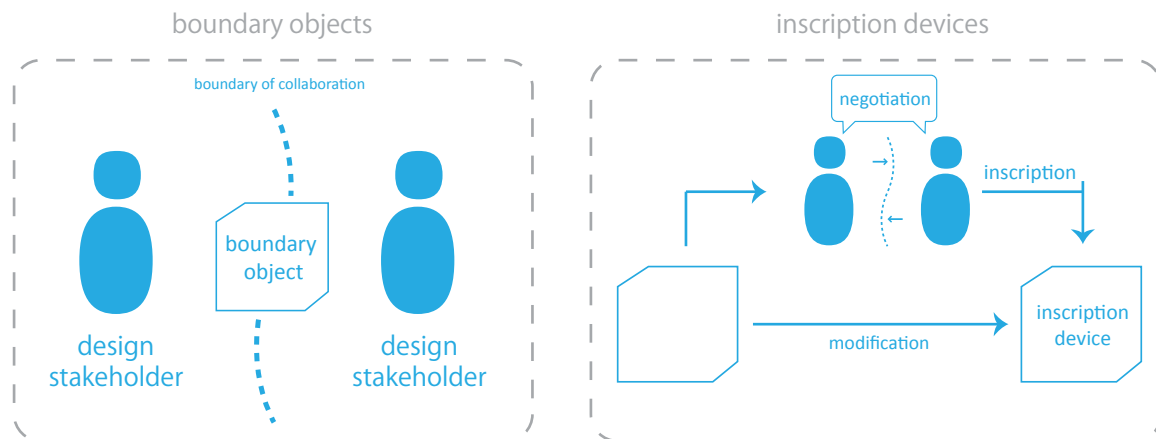 boundary objects
boundary of collaboration
boundary
object
design
stakeholder
design
stakeholder
inscription devices
negotiation
inscription
modification
inscription
device